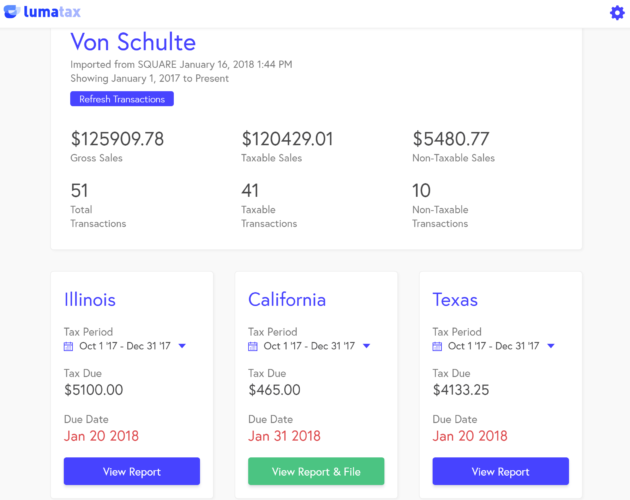 lumatax
Von Schulte
Imported from SQUARE January 16, 2018 1:44 PM
Showing January 1, 2017 to Present
Refresh Transactions
$125909.78 $120429.01 $5480.77
Gross Sales Taxable Sales Non-Taxable Sales
51 41 10
Total Taxable Non-Taxable
Transactions Transactions Transactions
Illinois California Texas
Tax Period Tax Period Tax Period
Oct 1 '17 - Dec 31 '17 Oct 1 '17 - Dec 31 '17 Oct 1 '17 - Dec 31 '17
Tax Due Tax Due Tax Due
$5100.00 $465.00 $4133.25
Due Date Due Date Due Date
Jan 20 2018 Jan 31 2018 Jan 20 2018
View Report View Report & File View Report